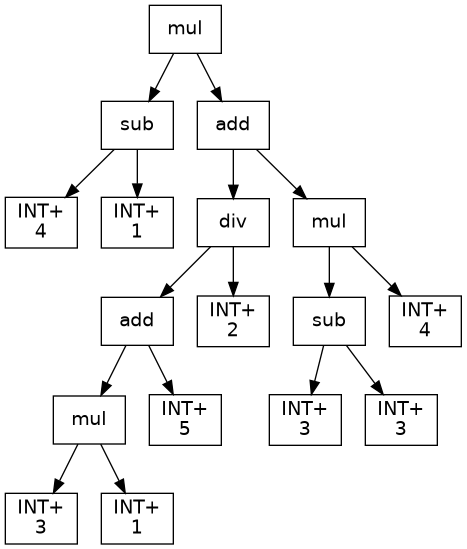 mul
sub
add
INT+
4
INT+
1
div
mul
add
INT+
2
sub
INT+
4
mul
INT+
5
INT+
3
INT+
3
INT+
3
INT+
1